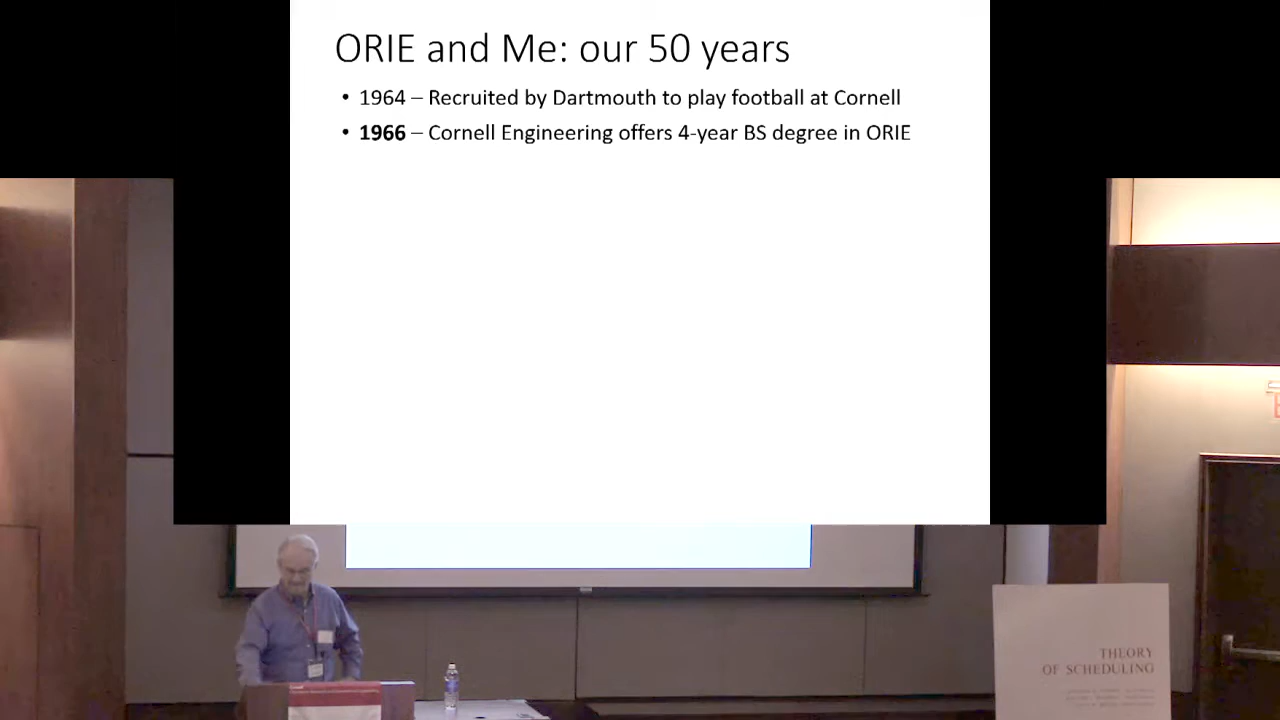 ORIE and Me: our 50 years
• 1964 – Recruited by Dartmouth to play football at Cornell
• 1966 – Cornell Engineering offers 4-year BS degree in ORIE
THEORY
OF SCHEDULING